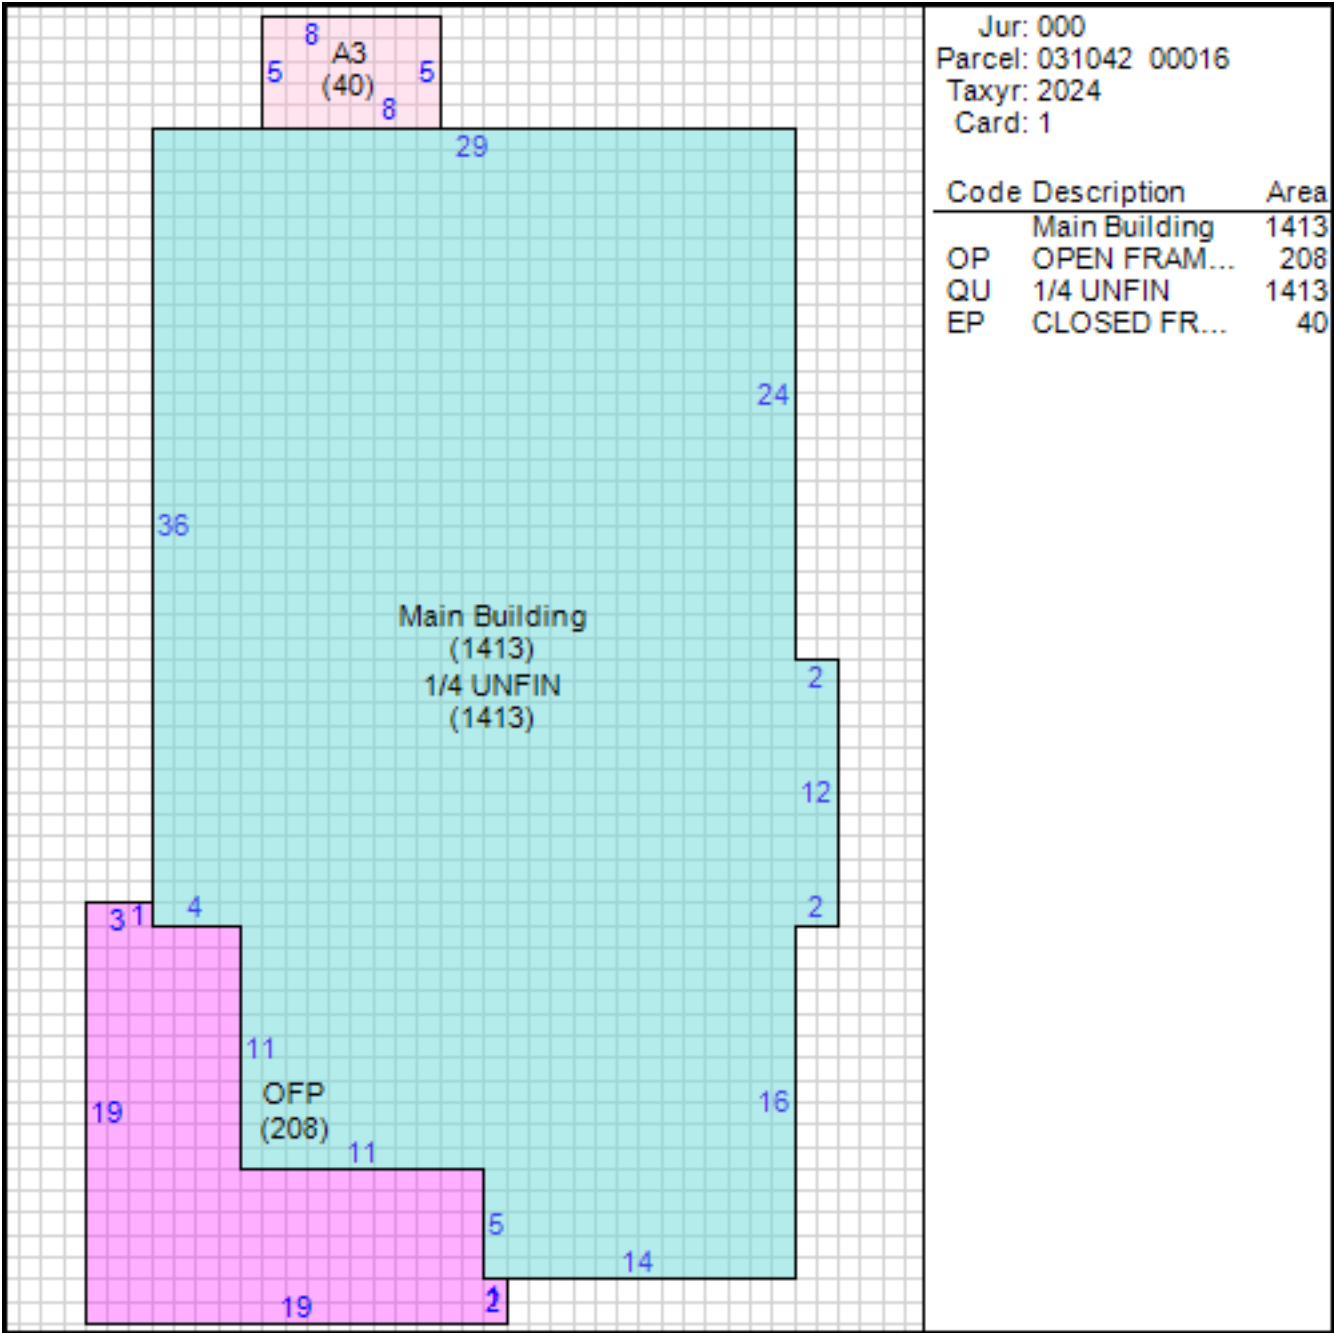 Jur: 000
Parcel: 031042 00016
Taxyr: 2024
Card: 1
Code Description Area
Main Building 1413
OP OPEN FRAM... 208
QU 1/4 UNFIN 1413
EP CLOSED FR... 40
8
A3
5 5
(40)
8
29
24
36
Main Building
(1413)
1/4 UNFIN
(1413)
2
12
3 1 4 2
11
OFP
19 16
(208)
11
5
14
19